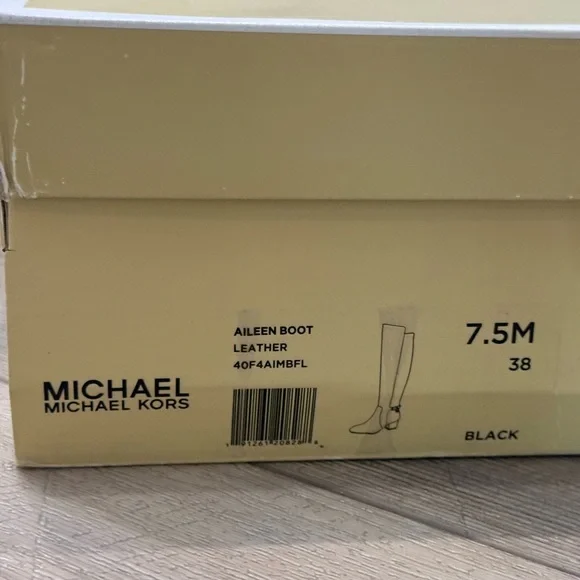 AILEEN BOOT
LEATHER
40F4AIMBFL
MICHAEL
MICHAEL KORS
7.5M
38
BLACK